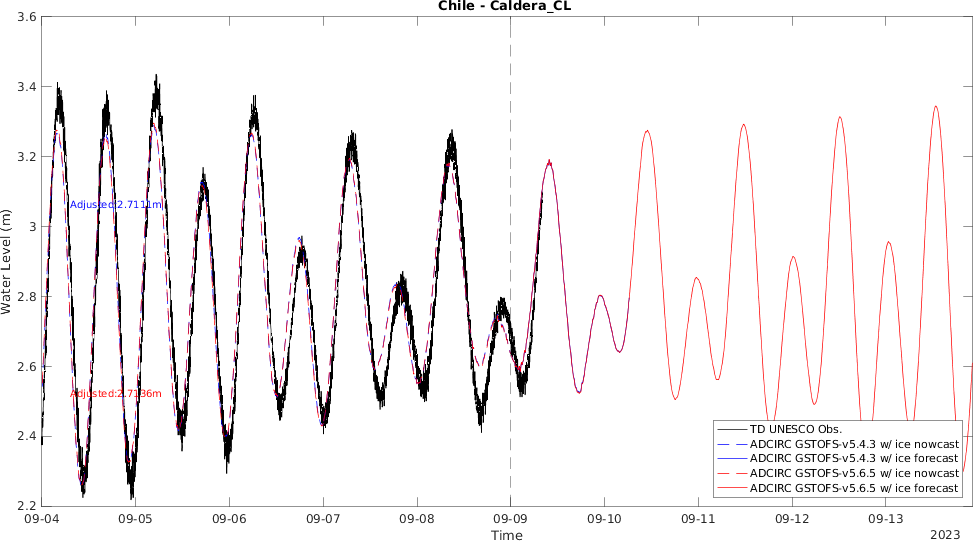 Chile - Caldera_CL
3.6
3.4
3.2
3
2.8
2.6
2.4
2.2
Water Level (m)
Adjusted:2.7111m
Adjusted:2.7136m
TD UNESCO Obs.
ADCIRC GSTOFS-v5.4.3 w/ ice nowcast
ADCIRC GSTOFS-v5.4.3 w/ ice forecast
ADCIRC GSTOFS-v5.6.5 w/ ice nowcast
ADCIRC GSTOFS-v5.6.5 w/ ice forecast
09-04 09-05 09-06 09-07 09-08 09-09 09-10 09-11 09-12 09-13
Time
2023